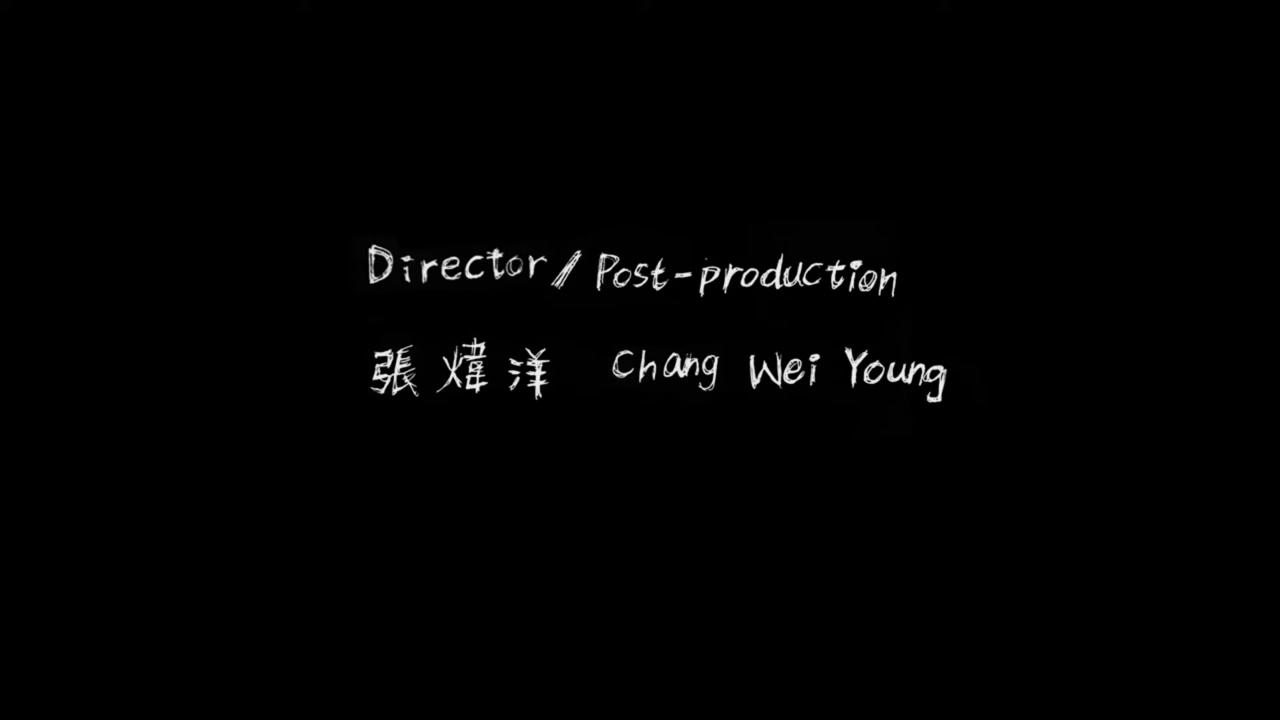 Director / Post-production
張煒洋 Chang Wei Young